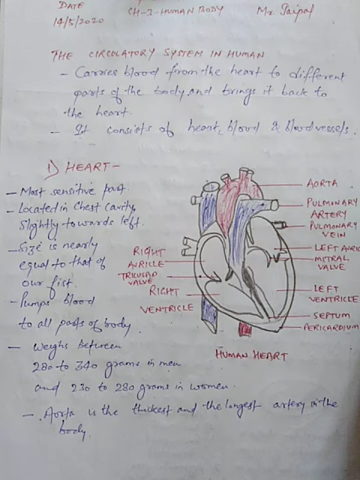 DATE
14/5/2020
CH-3-HUMAN BODY
Mr. Jaipal
THE CIRCULATORY SYSTEM IN HUMAN
- Carries blood from the heart to different
parts of the body and brings it back to
the heart.
- It consists of heart, blood & blood vessels.
1) HEART-
- Most sensitive part.
- Located in Chest Cavity
Slightly towards left.
- Size is nearly
equal to that of
our fist.
- Pumps blood
to all parts of body.
- Weighs between
280 to 340 grams in men
and 230 to 280 grams in women.
- Aorta is the thickest and the longest artery in the
body.
AORTA
PULMONARY
ARTERY
PULMONARY
VEIN
LEFT AURICLE
MITRAL
VALVE
LEFT
VENTRICLE
SEPTUM
PERICARDIUM
RIGHT
AURICLE
TRICUSPID
VALVE
RIGHT
VENTRICLE
HUMAN HEART